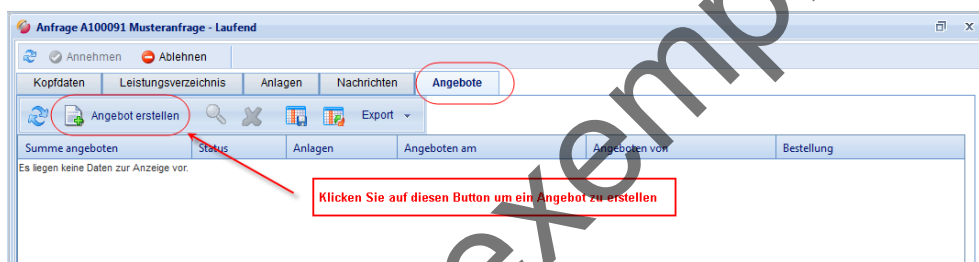 Anfrage A100091 Musteranfrage - Laufend
Annehmen Ablehnen
Kopfdaten Leistungsverzeichnis Anlagen Nachrichten Angebote
Angebot erstellen Export
Summe angeboten Status Anlagen Angeboten am Angeboten von Bestellung
Es liegen keine Daten zur Anzeige vor.
Klicken Sie auf diesen Button um ein Angebot zu erstellen